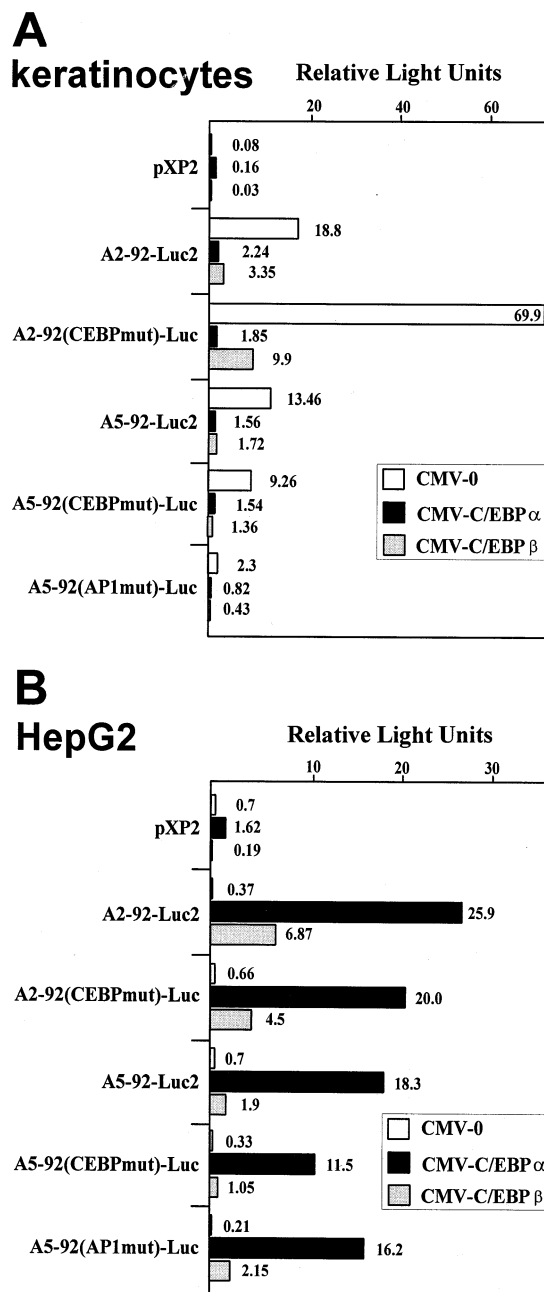 A
keratinocytes
Relative Light Units
20 40 60
pXP2
0.08
0.16
0.03
A2-92-Luc2
18.8
2.24
3.35
A2-92(CEBPmut)-Luc
69.9
1.85
9.9
A5-92-Luc2
13.46
1.56
1.72
A5-92(CEBPmut)-Luc
9.26
1.54
1.36
A5-92(AP1mut)-Luc
2.3
0.82
0.43
CMV-0
CMV-C/EBP α
CMV-C/EBP β
B
HepG2
Relative Light Units
10 20 30
pXP2
0.7
1.62
0.19
A2-92-Luc2
0.37
25.9
6.87
A2-92(CEBPmut)-Luc
0.66
20.0
4.5
A5-92-Luc2
0.7
18.3
1.9
A5-92(CEBPmut)-Luc
0.33
11.5
1.05
A5-92(AP1mut)-Luc
0.21
16.2
2.15
CMV-0
CMV-C/EBP α
CMV-C/EBP β